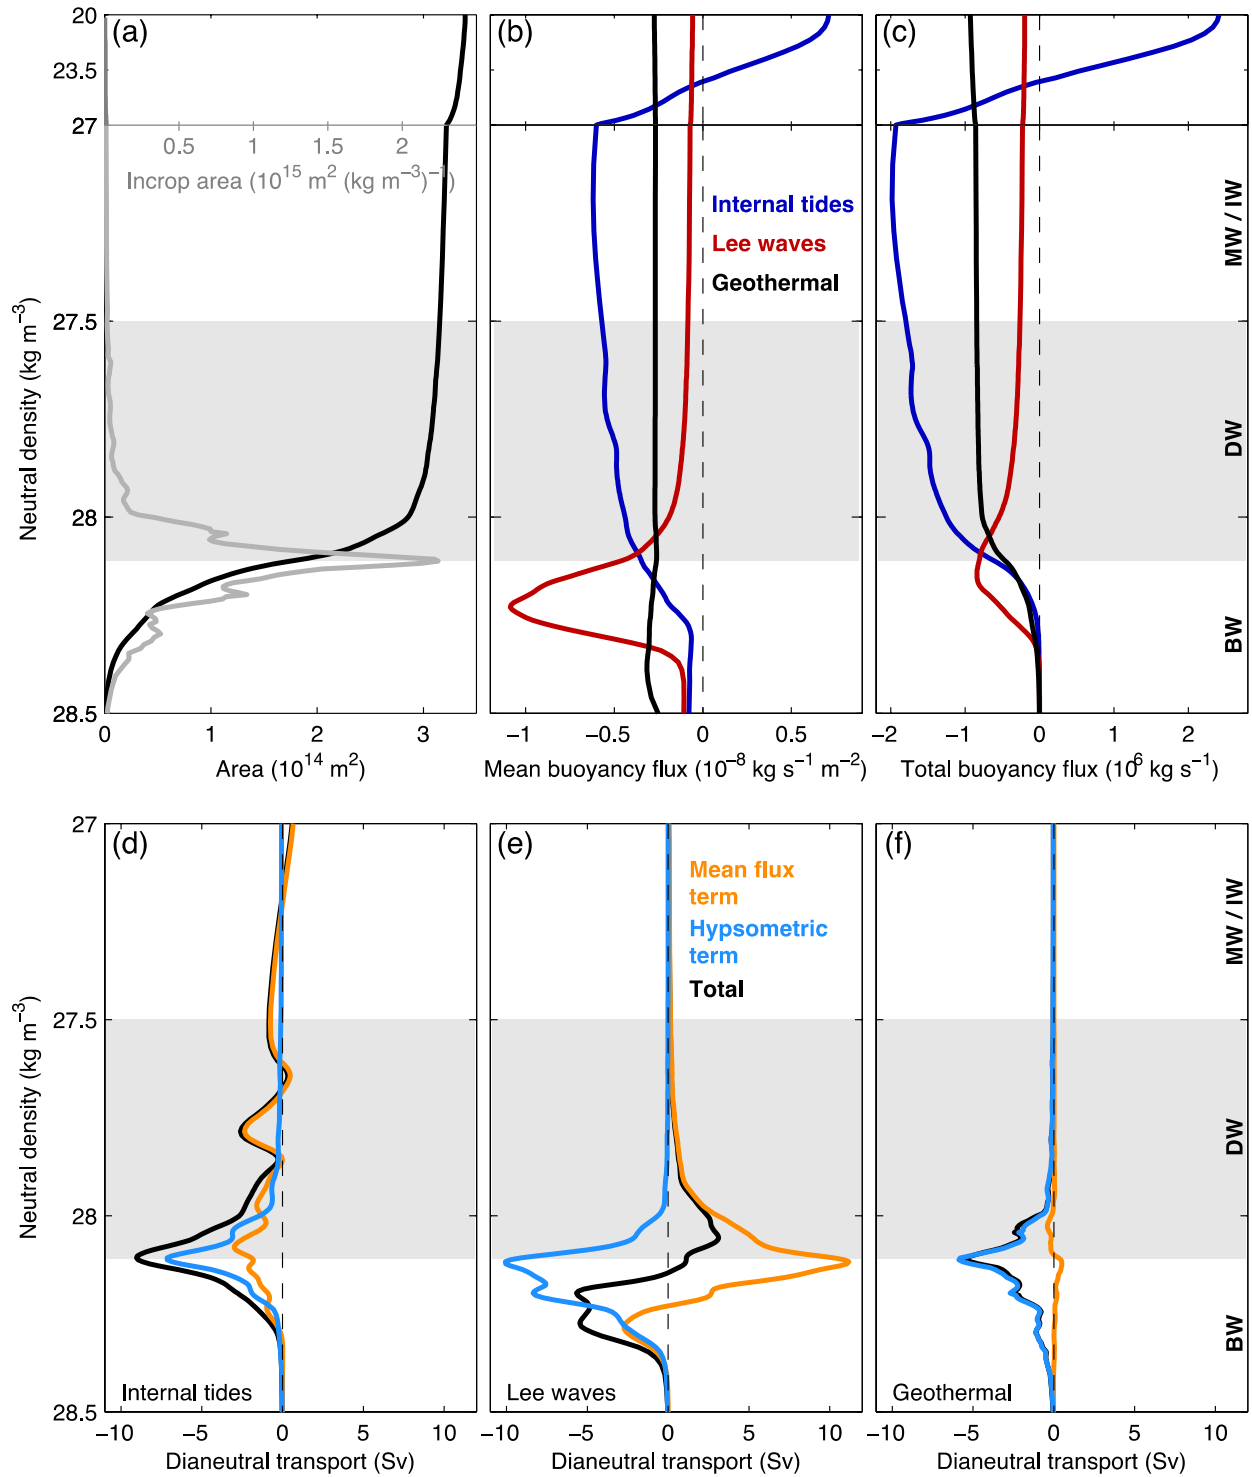 (a)
(b)
(c)
20
23.5
27
27.5
28
28.5
Neutral density (kg m−3)
0.5 1 1.5 2
Incrop area (10^15 m^2 (kg m−3)^−1)
Internal tides
Lee waves
Geothermal
MW / IW
DW
BW
0 1 2 3
Area (10^14 m^2)
−1 −0.5 0 0.5
Mean buoyancy flux (10^−8 kg s^−1 m^−2)
−2 −1 0 1 2
Total buoyancy flux (10^6 kg s^−1)
(d)
(e)
(f)
27
27.5
28
28.5
Neutral density (kg m−3)
Mean flux
term
Hypsometric
term
Total
MW / IW
DW
BW
Internal tides
Lee waves
Geothermal
−10 −5 0 5 10
Dianeutral transport (Sv)
−10 −5 0 5 10
Dianeutral transport (Sv)
−10 −5 0 5 10
Dianeutral transport (Sv)